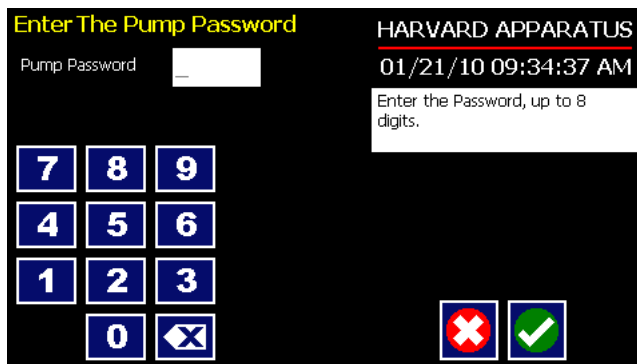 Enter The Pump Password
Pump Password
_
HARVARD APPARATUS
01/21/10 09:34:37 AM
Enter the Password, up to 8
digits.
7 8 9
4 5 6
1 2 3
0